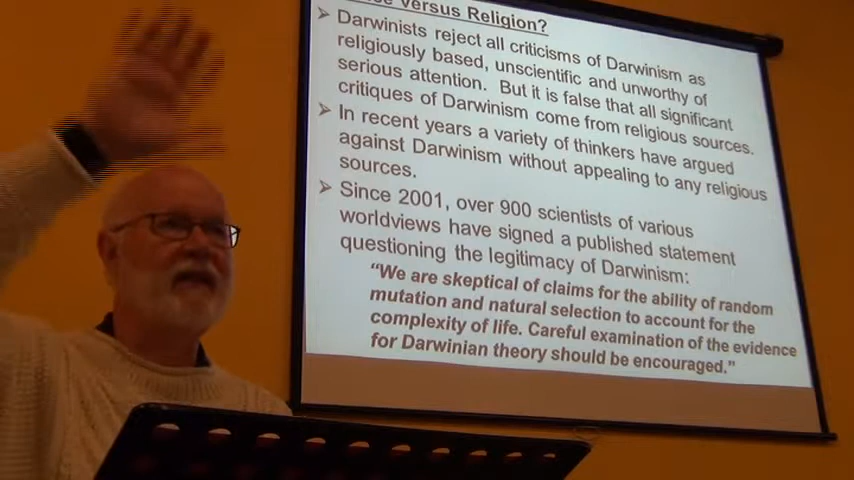 Versus Religion?
➢ Darwinists reject all criticisms of Darwinism as
religiously based, unscientific and unworthy of
serious attention. But it is false that all significant
critiques of Darwinism come from religious sources.
➢ In recent years a variety of thinkers have argued
against Darwinism without appealing to any religious
sources.
➢ Since 2001, over 900 scientists of various
worldviews, have signed a published statement
questioning the legitimacy of Darwinism:
“We are skeptical of claims for the ability of random
mutation and natural selection to account for the
complexity of life. Careful examination of the evidence
for Darwinian theory should be encouraged.”